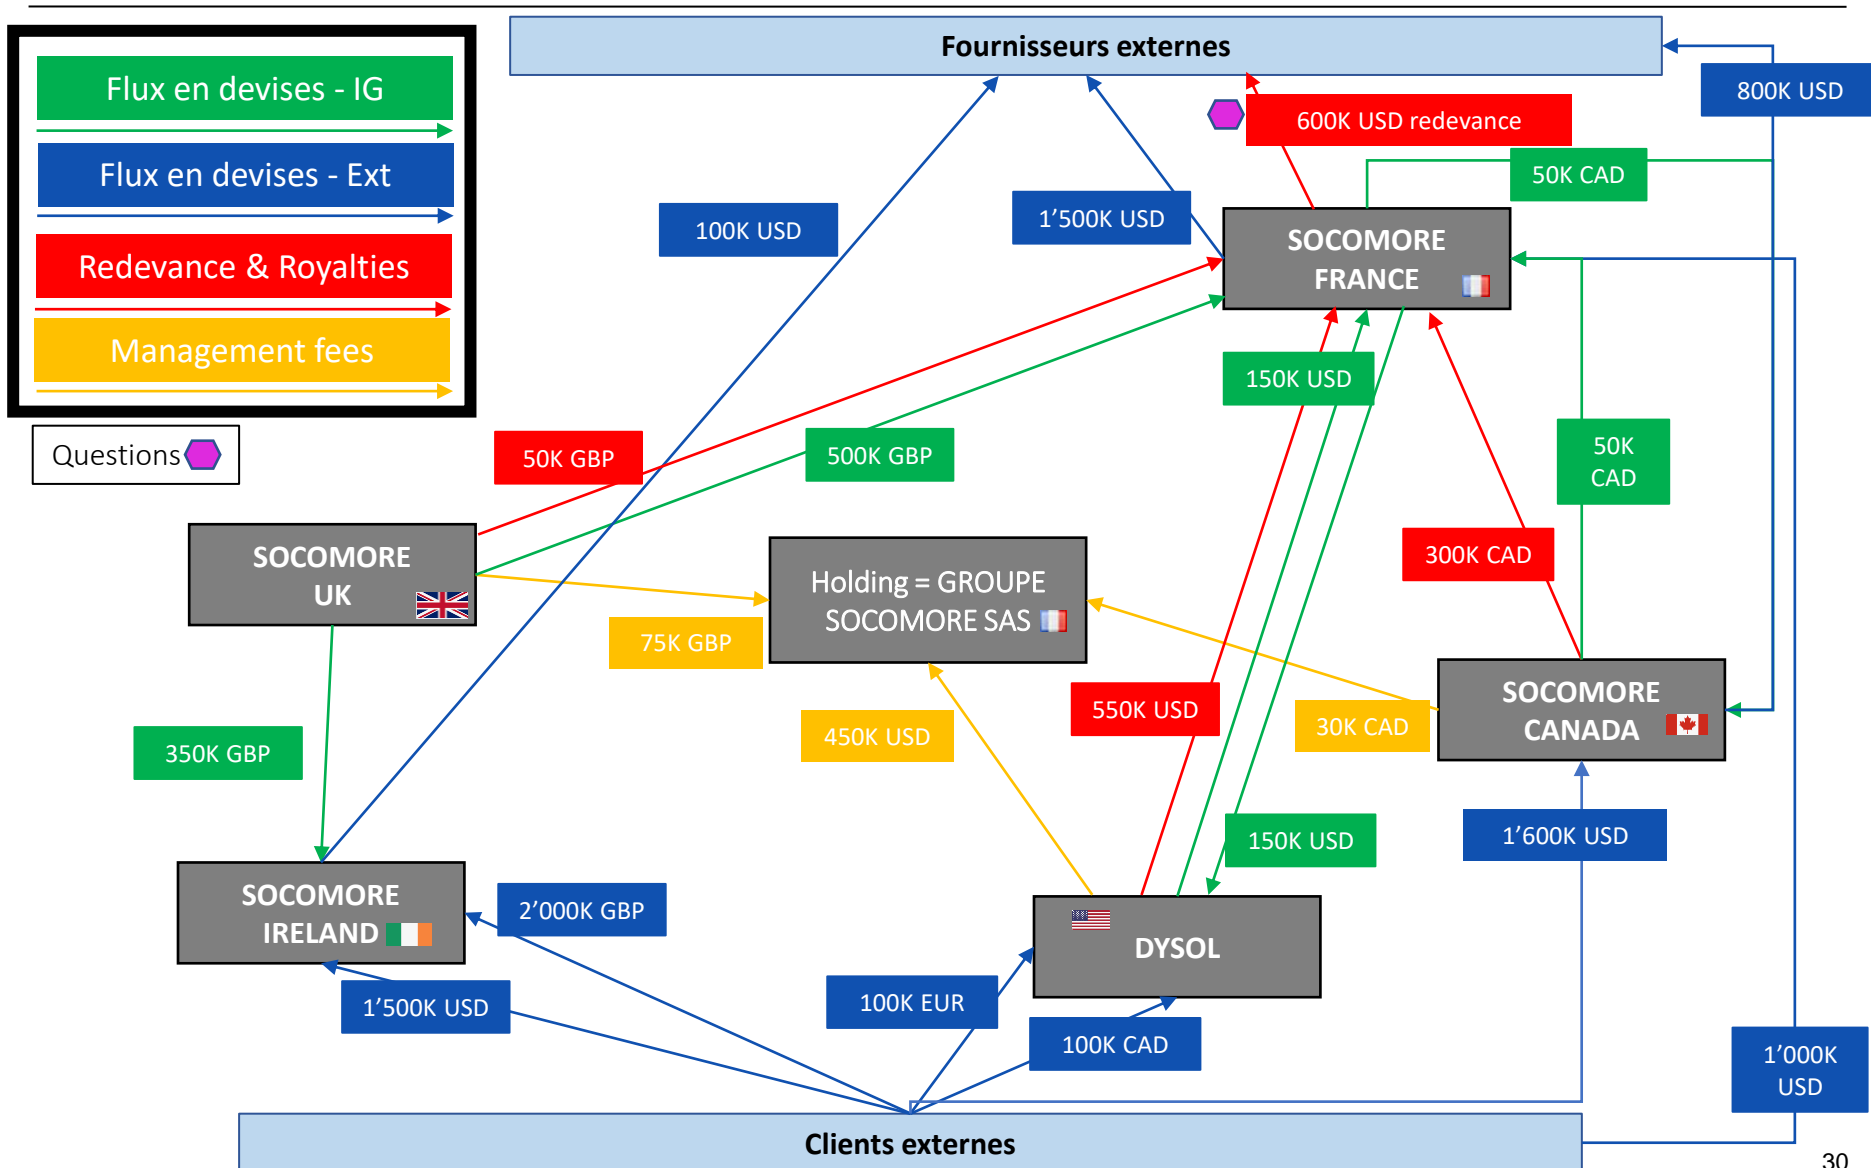 Fournisseurs externes
Flux en devises - IG
Flux en devises - Ext
Redevance & Royalties
Management fees
Questions
800K USD
600K USD redevance
50K CAD
100K USD
1’500K USD
SOCOMORE
FRANCE
150K USD
50K GBP
500K GBP
50K
CAD
300K CAD
SOCOMORE
UK
Holding = GROUPE
SOCOMORE SAS
75K GBP
450K USD
550K USD
30K CAD
SOCOMORE
CANADA
350K GBP
150K USD
1’600K USD
SOCOMORE
IRELAND
2’000K GBP
DYSOL
1’500K USD
100K EUR
100K CAD
1’000K
USD
Clients externes
30